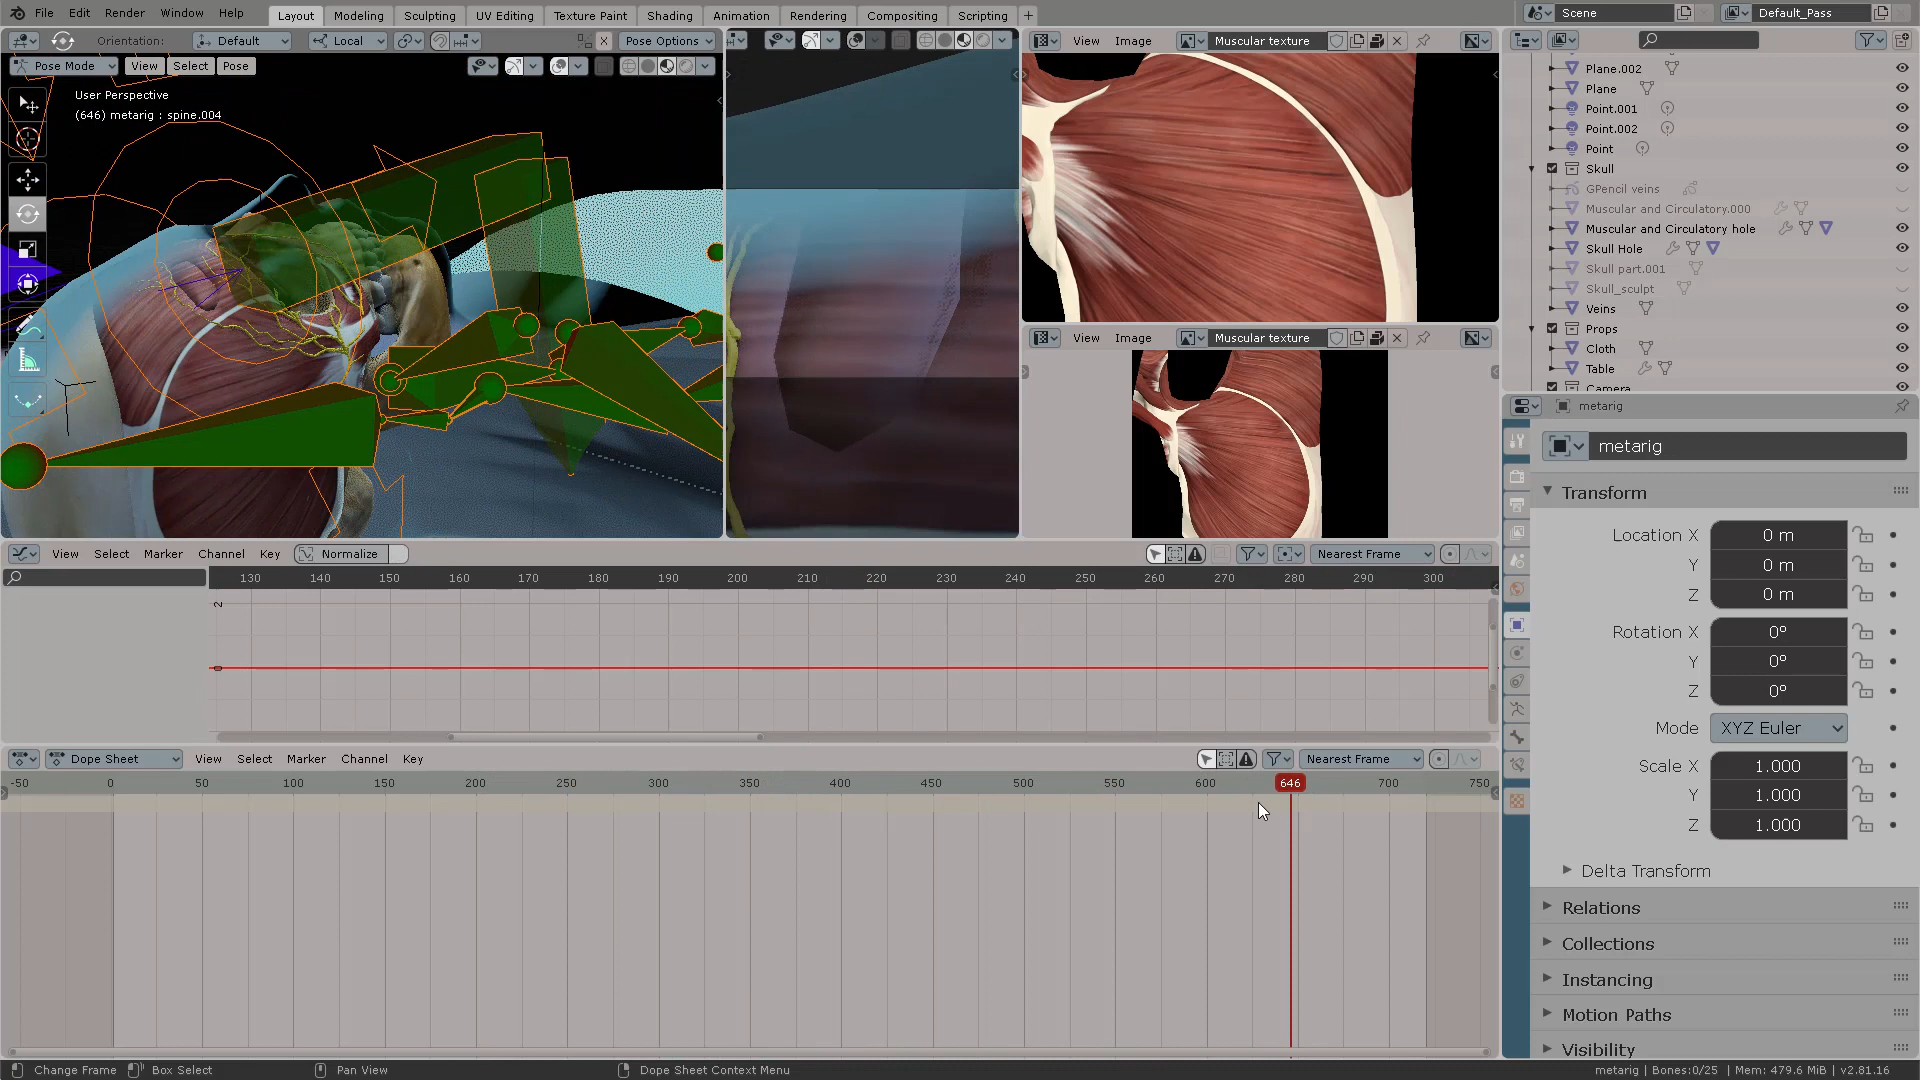 File Edit Render Window Help Layout Modeling Sculpting UV Editing Texture Paint Shading Animation Rendering Compositing Scripting + Scene Default_Pass
Orientation: Default Local Pose Options View Image Muscular texture
Pose Mode View Select Pose
User Perspective
(646) metarig : spine.004
Plane.002
Plane
Point.001
Point.002
Point
Skull
GPencil veins
Muscular and Circulatory.000
Muscular and Circulatory hole
Skull Hole
Skull part.001
Skull_sculpt
Veins
Props
Cloth
Table
Camera
View Image Muscular texture
metarig
metarig
Transform
Location X 0 m
Y 0 m
Z 0 m
Rotation X 0°
Y 0°
Z 0°
Mode XYZ Euler
Scale X 1.000
Y 1.000
Z 1.000
Delta Transform
Relations
Collections
Instancing
Motion Paths
Visibility
View Select Marker Channel Key Normalize Nearest Frame
130 140 150 160 170 180 190 200 210 220 230 240 250 260 270 280 290 300
2
0
Dope Sheet View Select Marker Channel Key Nearest Frame
-50 0 50 100 150 200 250 300 350 400 450 500 550 600 646 700 750
Change Frame Box Select Pan View Dope Sheet Context Menu metarig | Bones:0/25 | Mem: 479.6 MiB | v2.81.16